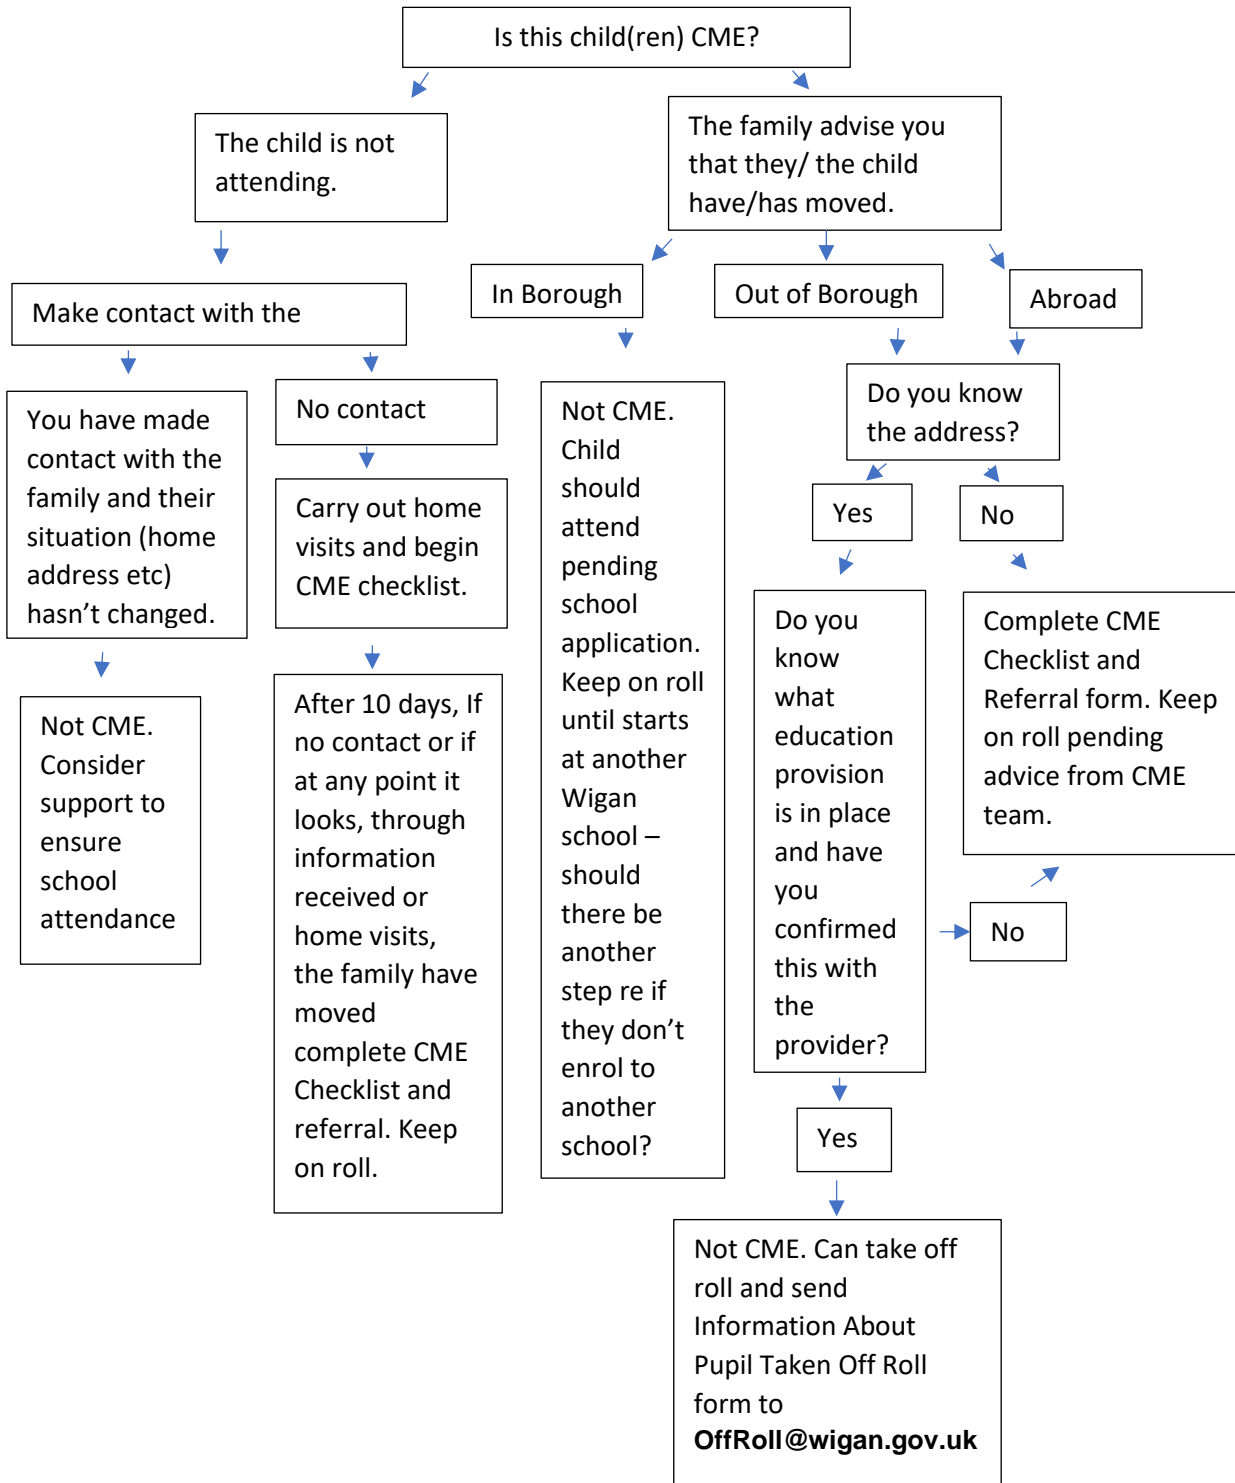 Is this child(ren) CME?
The child is not
attending.
The family advise you
that they/ the child
have/has moved.
Make contact with the
In Borough
Out of Borough
Abroad
You have made
contact with the
family and their
situation (home
address etc)
hasn’t changed.
No contact
Carry out home
visits and begin
CME checklist.
Not CME.
Consider
support to
ensure
school
attendance
After 10 days, If
no contact or if
at any point it
looks, through
information
received or
home visits,
the family have
moved
complete CME
Checklist and
referral. Keep
on roll.
Not CME.
Child
should
attend
pending
school
application.
Keep on roll
until starts
at another
Wigan
school –
should
there be
another
step re if
they don’t
enrol to
another
school?
Do you know
the address?
Yes
No
Do you
know
what
education
provision
is in place
and have
you
confirmed
this with
the
provider?
Complete CME
Checklist and
Referral form. Keep
on roll pending
advice from CME
team.
No
Yes
Not CME. Can take off
roll and send
Information About
Pupil Taken Off Roll
form to
OffRoll@wigan.gov.uk